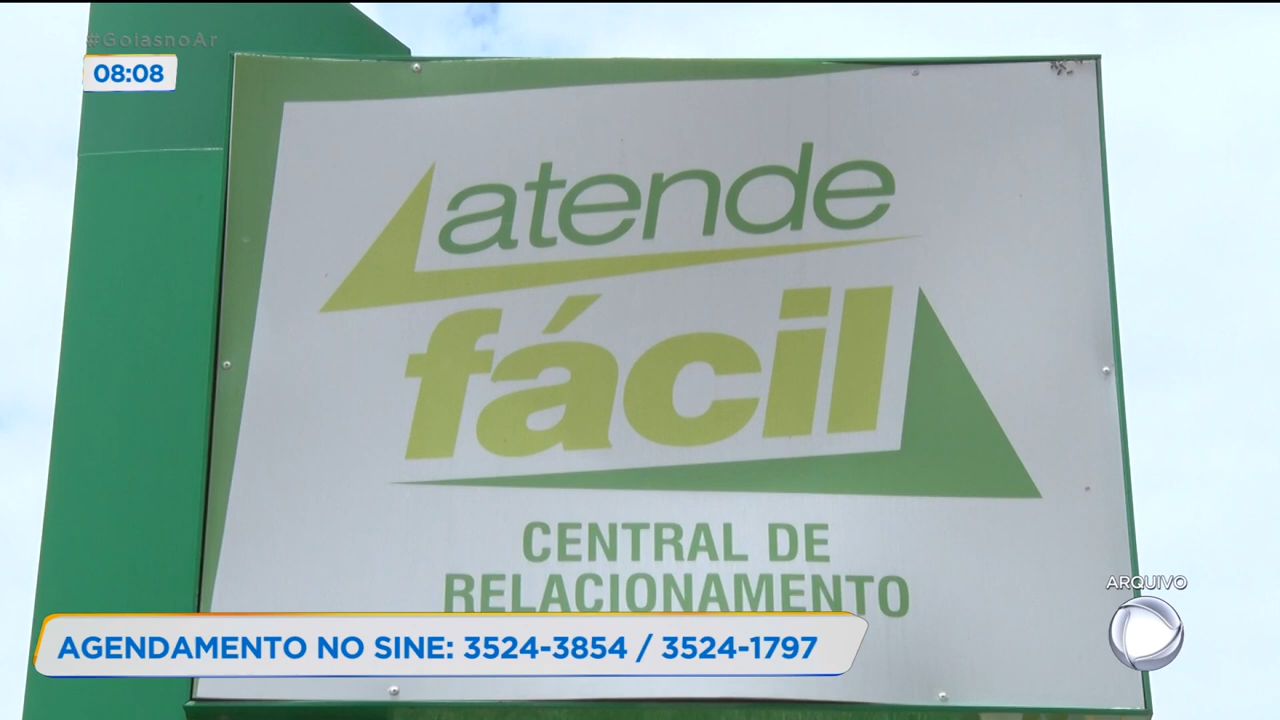 #GoiasnoAr
08:08
atende
fácil
CENTRAL DE
RELACIONAMENTO
ARQUIVO
AGENDAMENTO NO SINE: 3524-3854 / 3524-1797